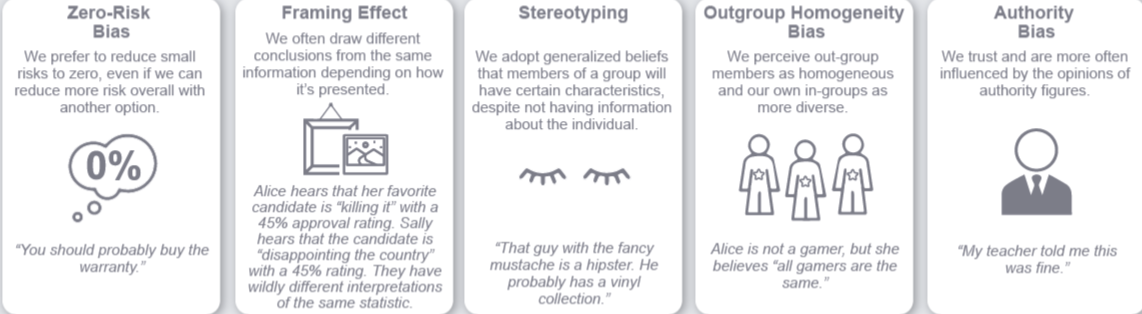 Zero-Risk
Bias
We prefer to reduce small
risks to zero, even if we can
reduce more risk overall with
another option.
0%
“You should probably buy the
warranty.”
Framing Effect
We often draw different
conclusions from the same
information depending on how
it’s presented.
Alice hears that her favorite
candidate is “killing it” with a
45% approval rating. Sally
hears that the candidate is
“disappointing the country”
with a 45% rating. They have
wildly different interpretations
of the same statistic.
Stereotyping
We adopt generalized beliefs
that members of a group will
have certain characteristics,
despite not having information
about the individual.
“That guy with the fancy
mustache is a hipster. He
probably has a vinyl
collection.”
Outgroup Homogeneity
Bias
We perceive out-group
members as homogeneous
and our own in-groups as
more diverse.
Alice is not a gamer, but she
believes “all gamers are the
same.”
Authority
Bias
We trust and are more often
influenced by the opinions of
authority figures.
“My teacher told me this
was fine.”